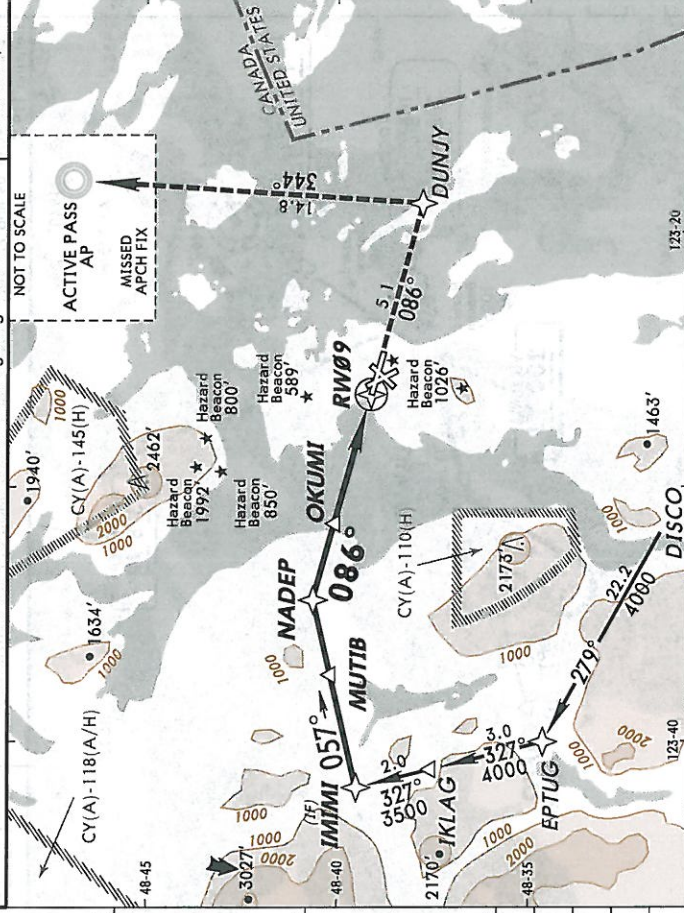 NOT TO SCALE
ACTIVE PASS
AP
MISSED
APCH FIX
CANADA
UNITED STATES
344°
14.8
DUNJY
5.1
086°
RWØ9
Hazard
Beacon
1026'
Hazard
Beacon
589'
Hazard
Beacon
800'
Hazard
Beacon
1992'
Hazard
Beacon
850'
CY(A)-145(H)
2462'
1940'
1000
2000
1000
1634'
1000
CY(A)-118(A/H)
48-45
OKUMI
NADEP
086°
MUTIB
057°
IMIMI
(IF)
1000
1000
2000
3027'
48-40
2.0
327°
3500
IKLAG
2170'
3.0
327°
4000
EPTUG
1000
2000
48-35
CY(A)-110(H)
2173'
1000
279°
22.2
4000
DISCO
1000
1463'
1000
2000
123-40
123-20